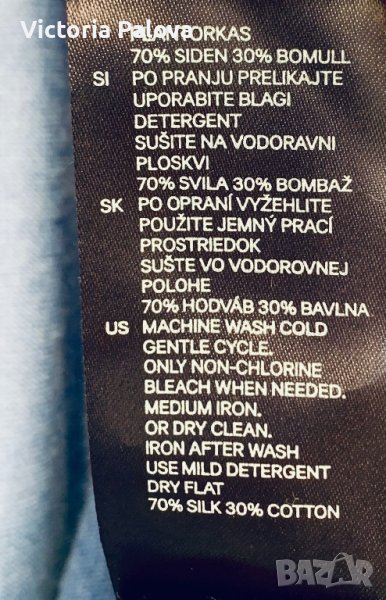 Victoria Palova
70% SIDEN 30% BOMULL
SI PO PRANJU PRELIKAJTE
UPORABITE BLAGI
DETERGENT
SUŠITE NA VODORAVNI
PLOSKVI
70% SVILA 30% BOMBAŽ
SK PO OPRANÍ VYŽEHLITE
POUŽITE JEMNÝ PRACÍ
PROSTRIEDOK
SUŠTE VO VODOROVNEJ
POLOHE
70% HODVÁB 30% BAVLNA
US MACHINE WASH COLD
GENTLE CYCLE.
ONLY NON-CHLORINE
BLEACH WHEN NEEDED.
MEDIUM IRON.
OR DRY CLEAN.
IRON AFTER WASH
USE MILD DETERGENT
DRY FLAT
70% SILK 30% COTTON
BAZAR